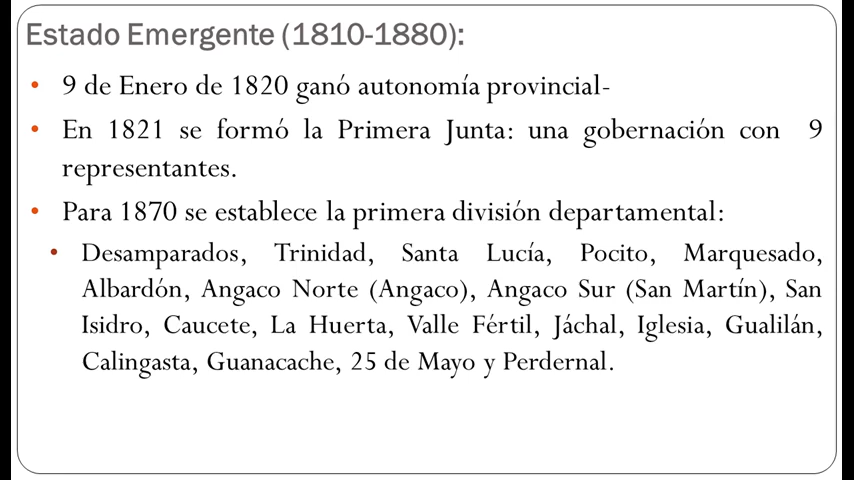 Estado Emergente (1810-1880):
• 9 de Enero de 1820 ganó autonomía provincial-
• En 1821 se formó la Primera Junta: una gobernación con 9
representantes.
• Para 1870 se establece la primera división departamental:
• Desamparados, Trinidad, Santa Lucía, Pocito, Marquesado,
Albardón, Angaco Norte (Angaco), Angaco Sur (San Martín), San
Isidro, Caucete, La Huerta, Valle Fértil, Jáchal, Iglesia, Gualilán,
Calingasta, Guanacache, 25 de Mayo y Perdernal.